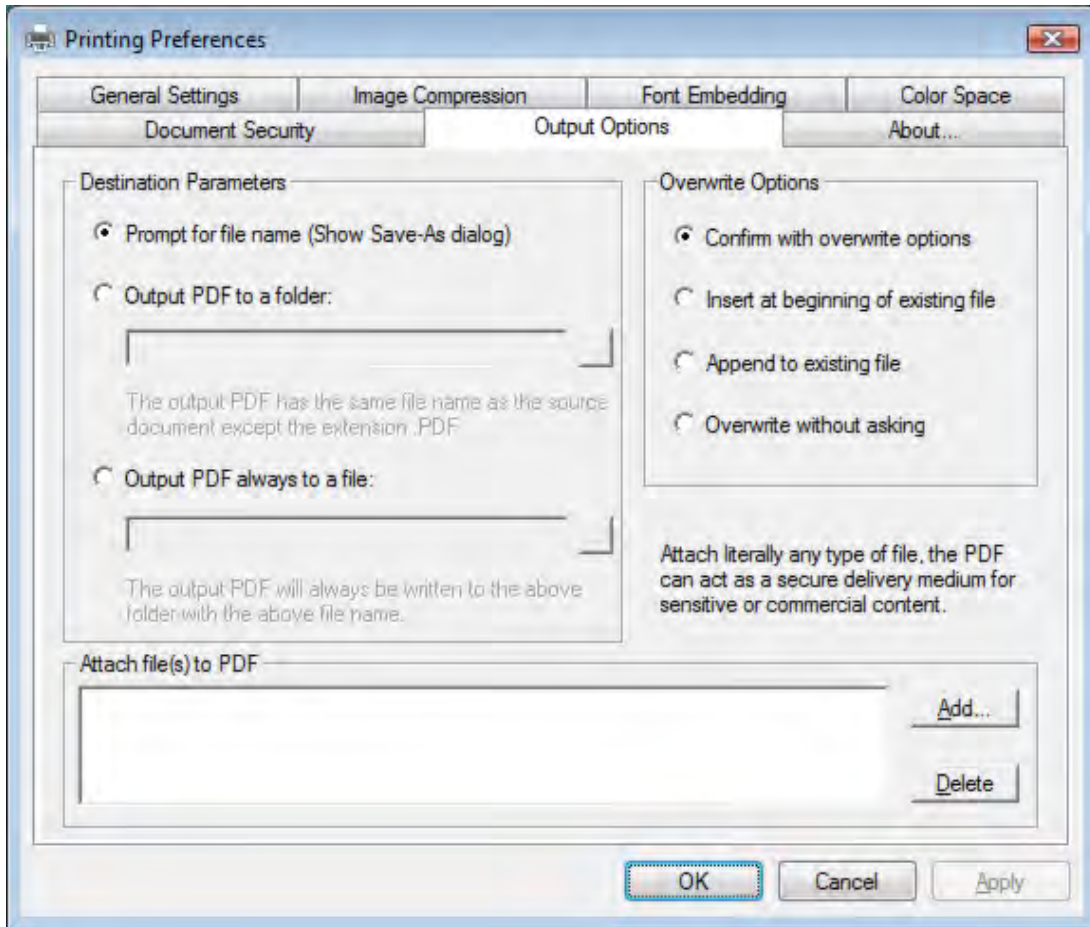 Printing Preferences
General Settings
Image Compression
Font Embedding
Color Space
Document Security
Output Options
About...
Destination Parameters
Prompt for file name (Show Save-As dialog)
Output PDF to a folder:
The output PDF has the same file name as the source
document except the extension .PDF
Output PDF always to a file:
The output PDF will always be written to the above
folder with the above file name.
Overwrite Options
Confirm with overwrite options
Insert at beginning of existing file
Append to existing file
Overwrite without asking
Attach literally any type of file, the PDF
can act as a secure delivery medium for
sensitive or commercial content.
Attach file(s) to PDF
Add...
Delete
OK
Cancel
Apply